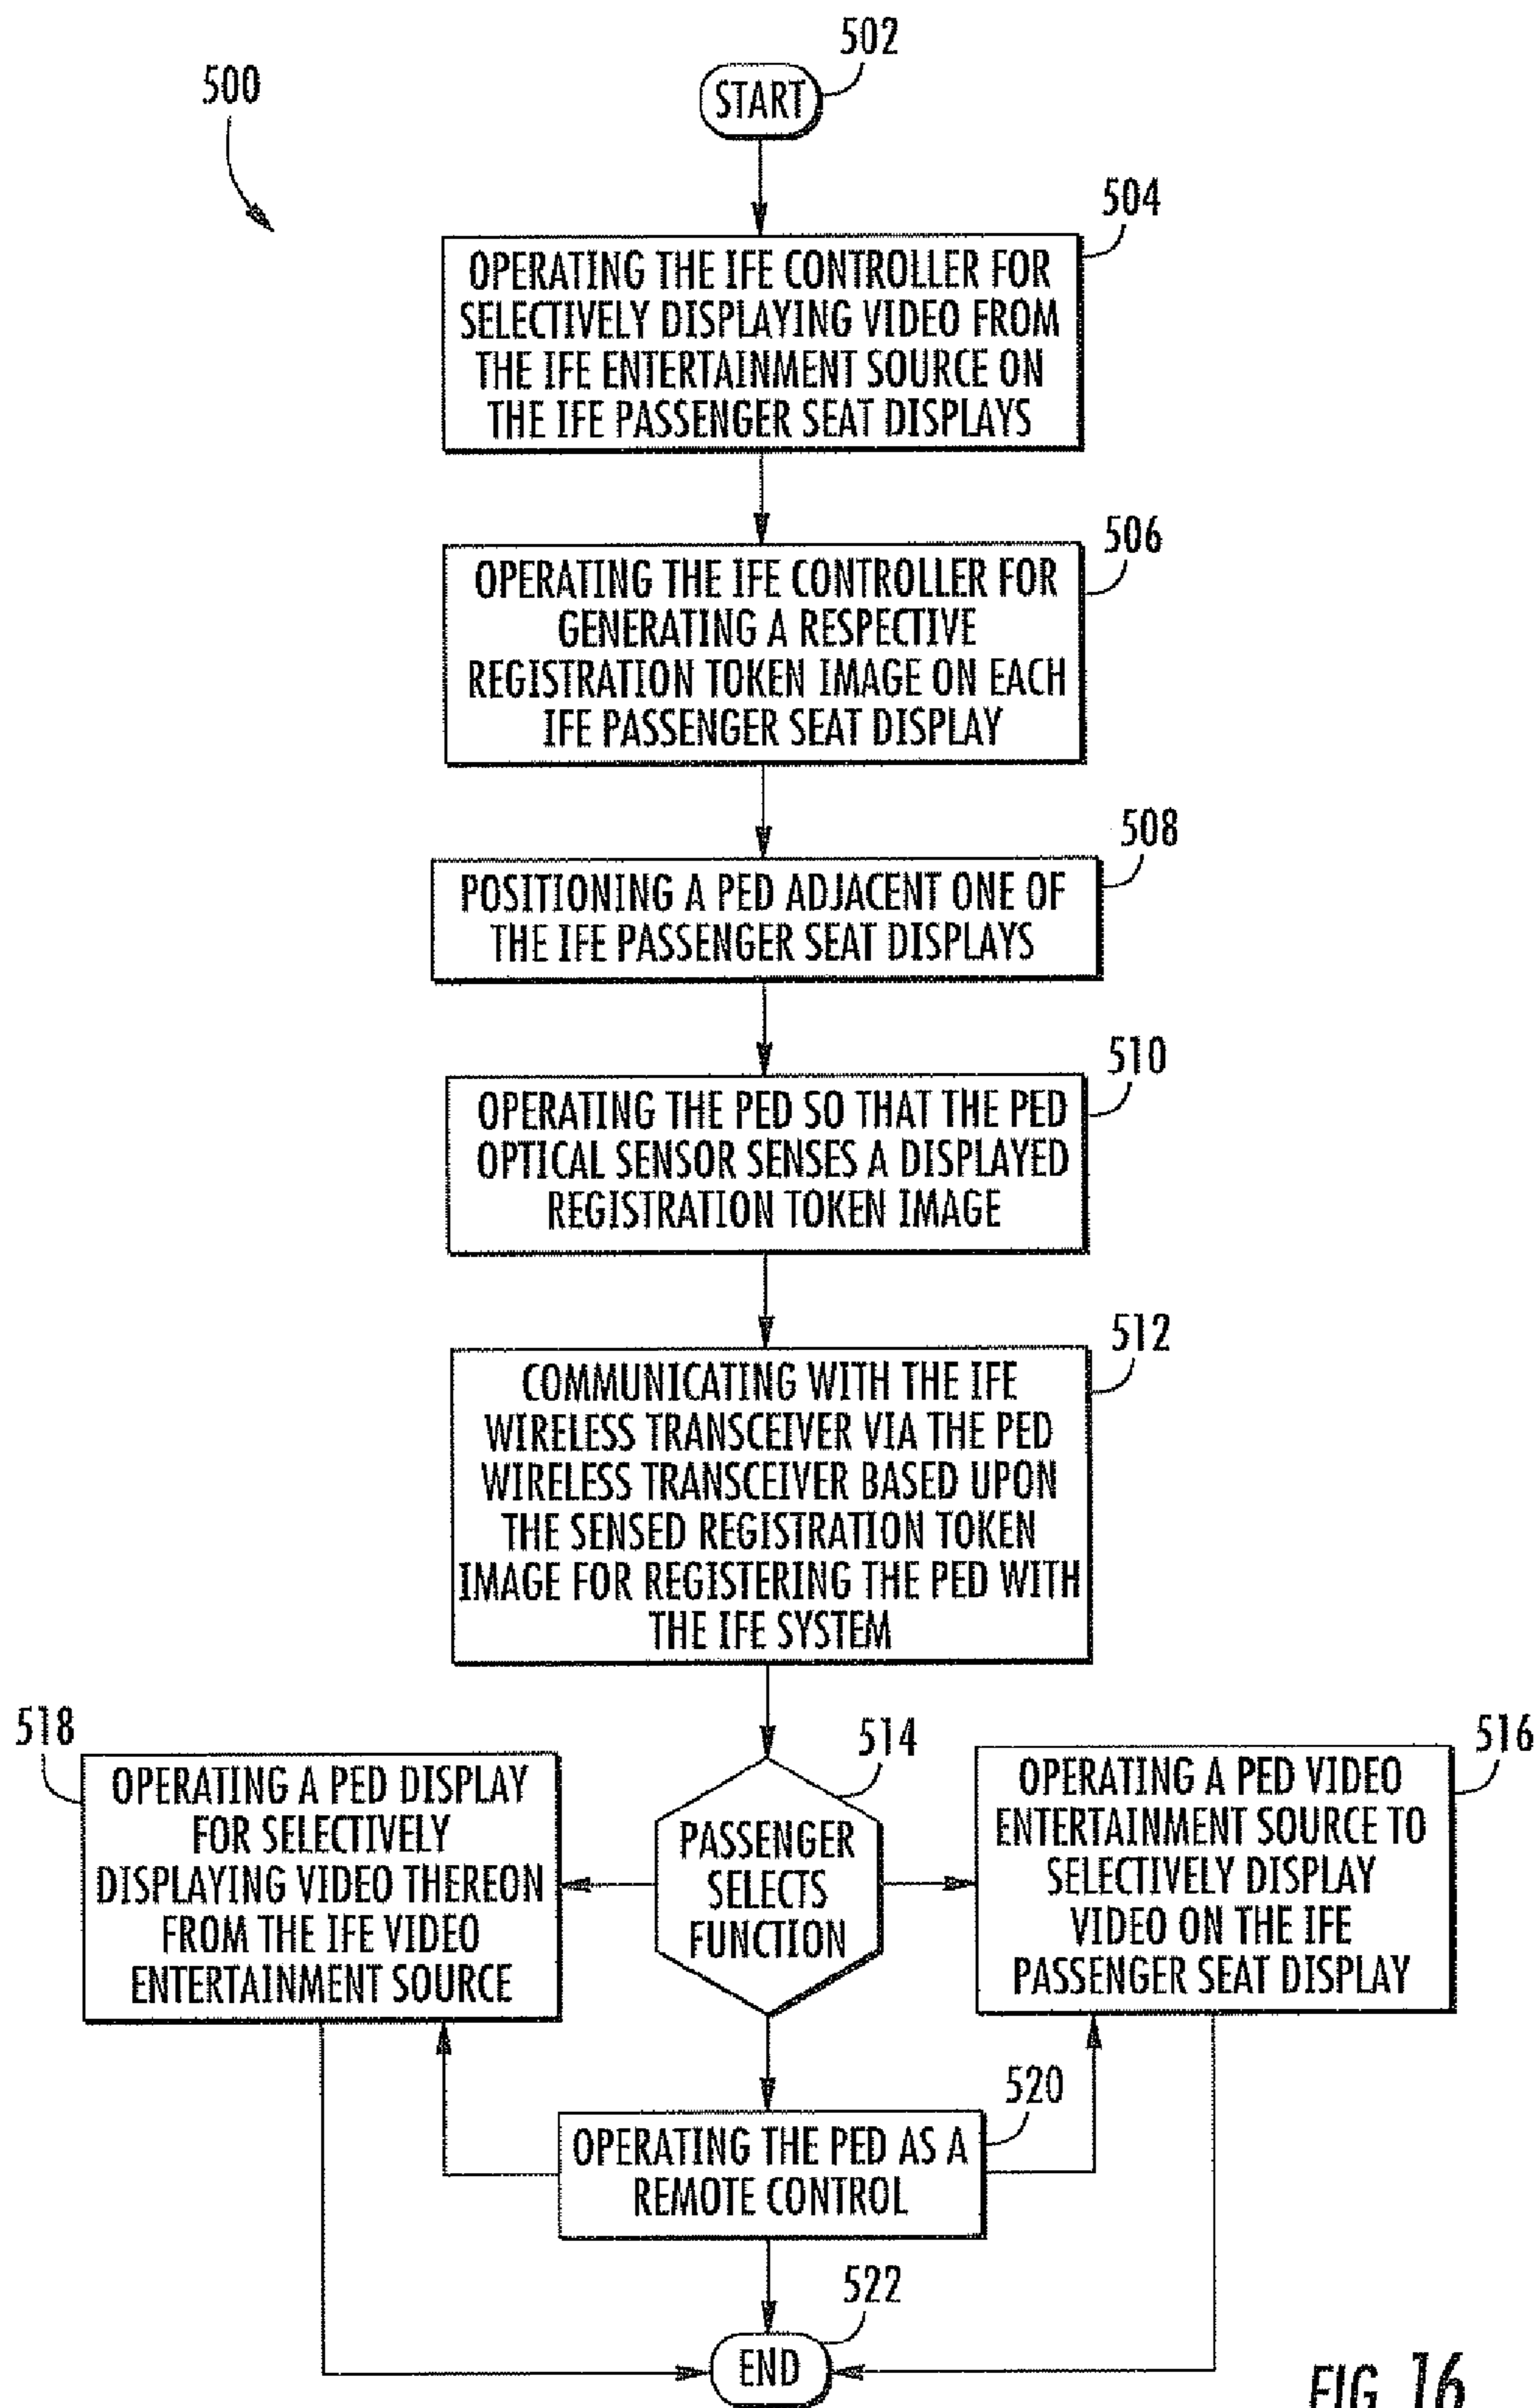 500
502
START
504
OPERATING THE IFE CONTROLLER FOR
SELECTIVELY DISPLAYING VIDEO FROM
THE IFE ENTERTAINMENT SOURCE ON
THE IFE PASSENGER SEAT DISPLAYS
506
OPERATING THE IFE CONTROLLER FOR
GENERATING A RESPECTIVE
REGISTRATION TOKEN IMAGE ON EACH
IFE PASSENGER SEAT DISPLAY
508
POSITIONING A PED ADJACENT ONE OF
THE IFE PASSENGER SEAT DISPLAYS
510
OPERATING THE PED SO THAT THE PED
OPTICAL SENSOR SENSES A DISPLAYED
REGISTRATION TOKEN IMAGE
512
COMMUNICATING WITH THE IFE
WIRELESS TRANSCEIVER VIA THE PED
WIRELESS TRANSCEIVER BASED UPON
THE SENSED REGISTRATION TOKEN
IMAGE FOR REGISTERING THE PED WITH
THE IFE SYSTEM
518
OPERATING A PED DISPLAY
FOR SELECTIVELY
DISPLAYING VIDEO THEREON
FROM THE IFE VIDEO
ENTERTAINMENT SOURCE
514
PASSENGER
SELECTS
FUNCTION
516
OPERATING A PED VIDEO
ENTERTAINMENT SOURCE TO
SELECTIVELY DISPLAY
VIDEO ON THE IFE
PASSENGER SEAT DISPLAY
520
OPERATING THE PED AS A
REMOTE CONTROL
522
END
FIG. 16